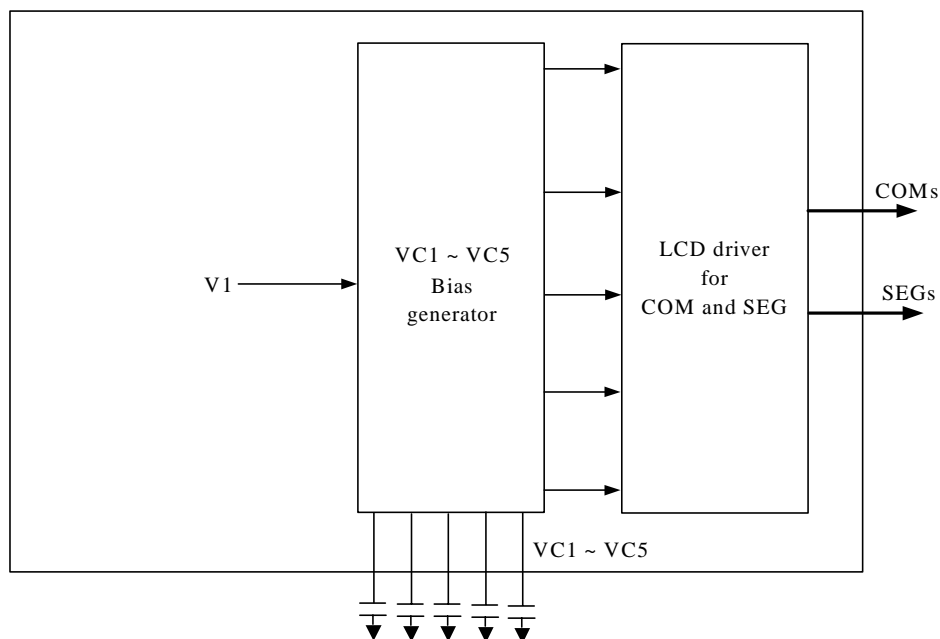 V1
VC1 ~ VC5
Bias
generator
LCD driver
for
COM and SEG
COMs
SEGs
VC1 ~ VC5